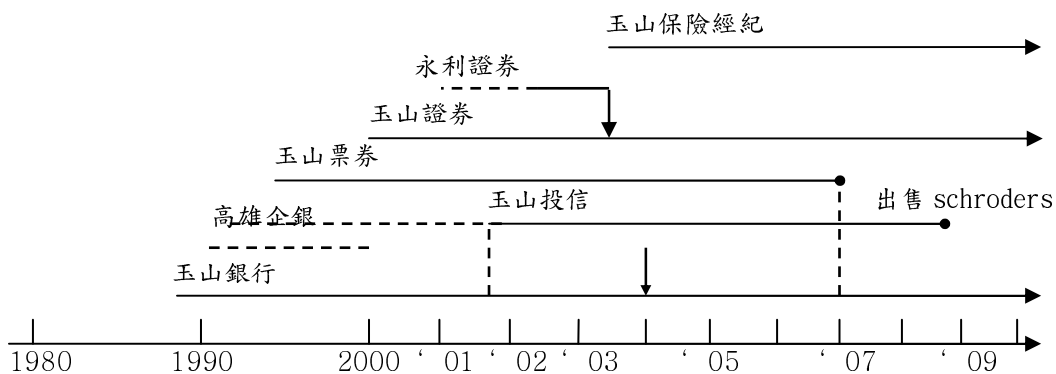 玉山保險經紀
永利證券
玉山證券
玉山票券
高雄企銀
玉山投信
出售 schroders
玉山銀行
1980 1990 2000 ‘ 01 ‘ 02 ‘ 03 ‘ 05 ‘ 07 ‘ 09